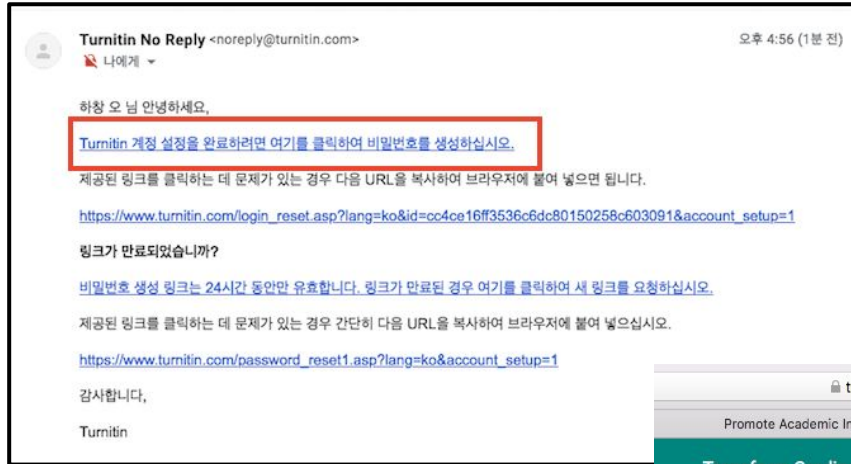 Turnitin No Reply <noreply@turnitin.com>
오후 4:56 (1분 전)
나에게
하창 오 님 안녕하세요,
Turnitin 계정 설정을 완료하려면 여기를 클릭하여 비밀번호를 생성하십시오.
제공된 링크를 클릭하는 데 문제가 있는 경우 다음 URL을 복사하여 브라우저에 붙여 넣으면 됩니다.
https://www.turnitin.com/login_reset.asp?lang=ko&id=cc4ce16ff3536c6dc80150258c603091&account_setup=1
링크가 만료되었습니까?
비밀번호 생성 링크는 24시간 동안만 유효합니다. 링크가 만료된 경우 여기를 클릭하여 새 링크를 요청하십시오.
제공된 링크를 클릭하는 데 문제가 있는 경우 간단히 다음 URL을 복사하여 브라우저에 붙여 넣으십시오.
https://www.turnitin.com/password_reset1.asp?lang=ko&account_setup=1
감사합니다,
Turnitin
Promote Academic